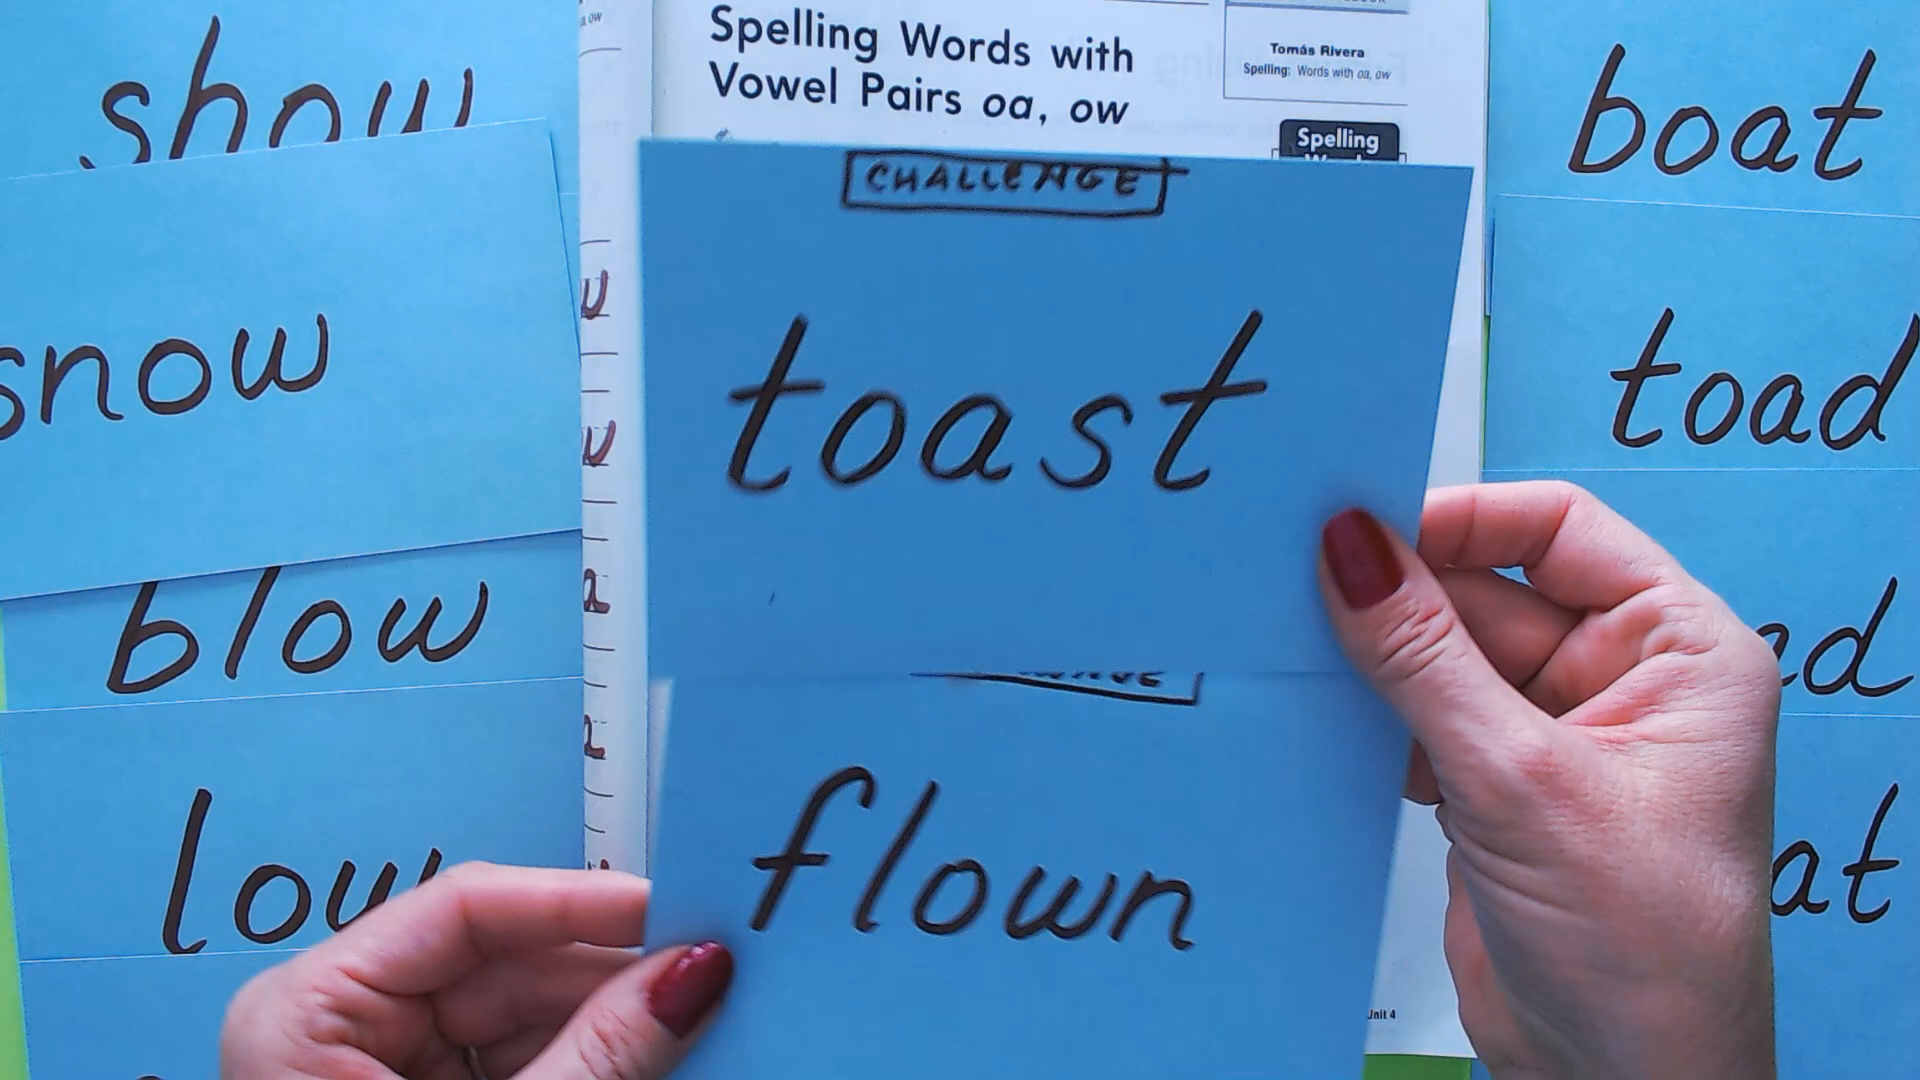 show
snow
blow
low
Spelling Words with
Vowel Pairs oa, ow
Tomás Rivera
Spelling: Words with oa, ow
Spelling
CHALLENGE
toast
flown
Unit 4
boat
toad